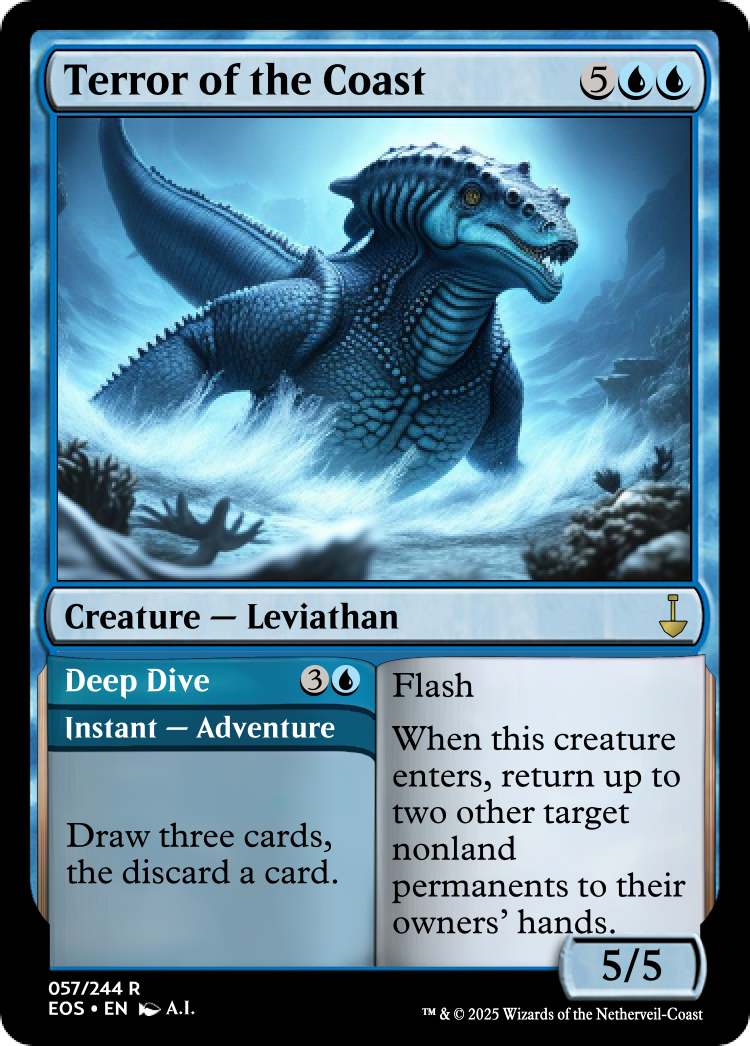 Terror of the Coast 5
Creature — Leviathan
Deep Dive 3
Instant — Adventure
Draw three cards,
the discard a card.
Flash
When this creature
enters, return up to
two other target
nonland
permanents to their
owners’ hands.
5/5
057/244 R
EOS • EN A.I.
™ & © 2025 Wizards of the Netherveil-Coast